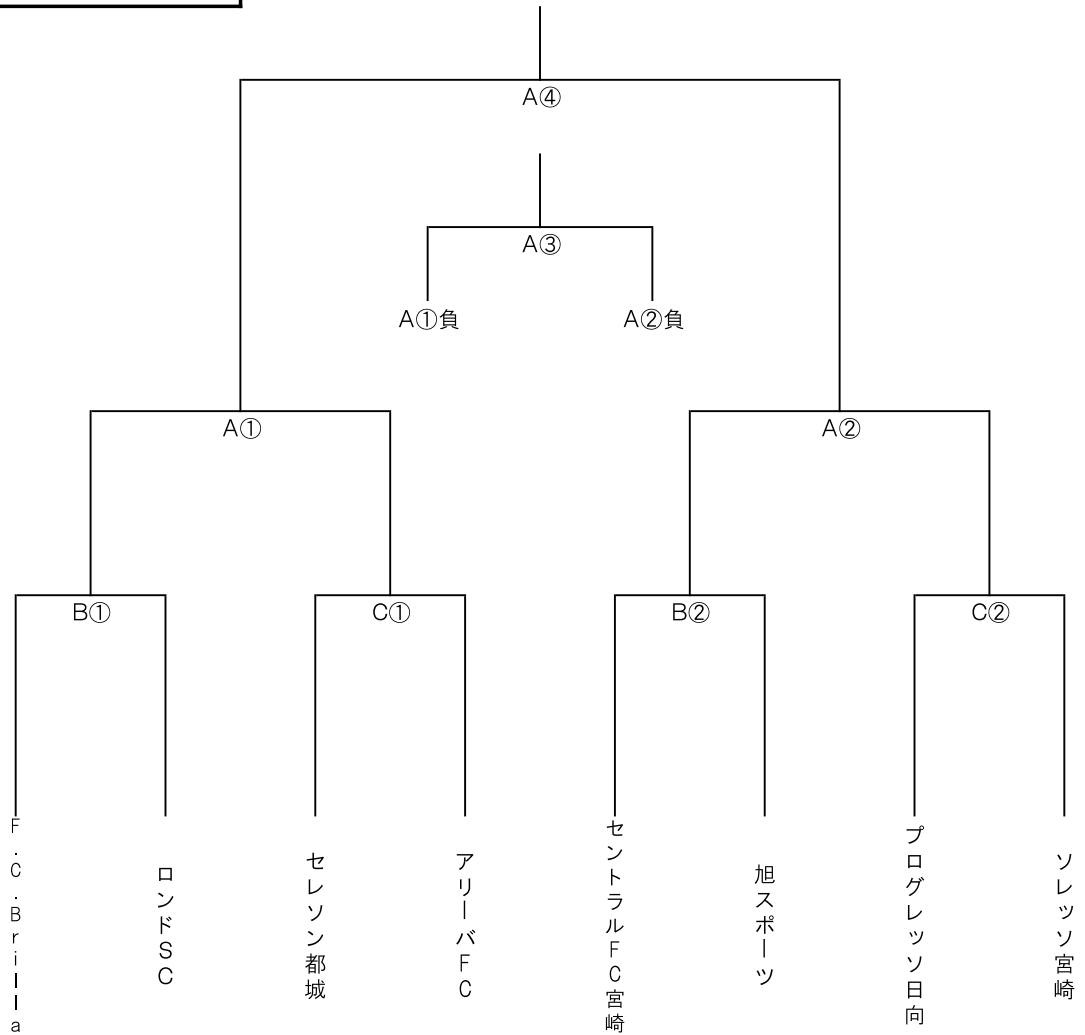 A④
A③
A①負
A②負
A①
A②
B①
C①
B②
C②
F.C.Brilla
ロンドSC
セレソン都城
アリーバFC
セントラルFC宮崎
旭スポーツ
プログレッソ日向
ソレッソ宮崎